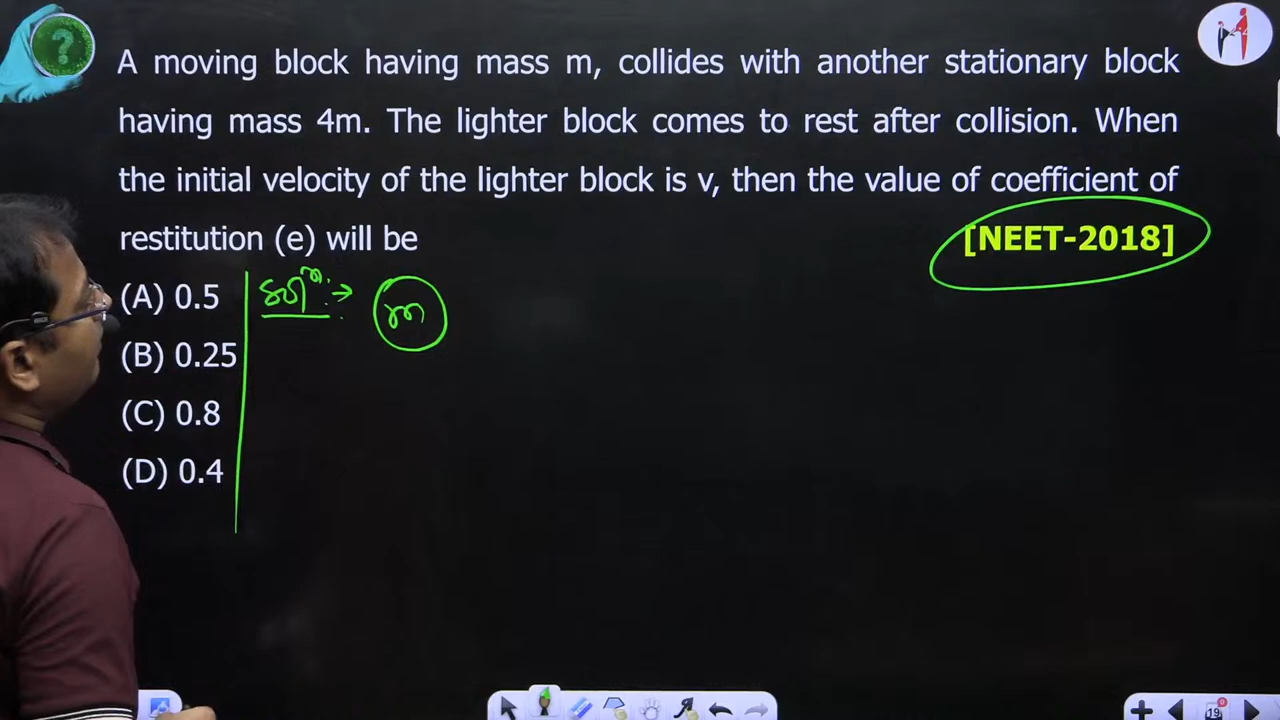 A moving block having mass m, collides with another stationary block
having mass 4m. The lighter block comes to rest after collision. When
the initial velocity of the lighter block is v, then the value of coefficient of
restitution (e) will be
[NEET-2018]
(A) 0.5
(B) 0.25
(C) 0.8
(D) 0.4
Solⁿ:→
m
?
19